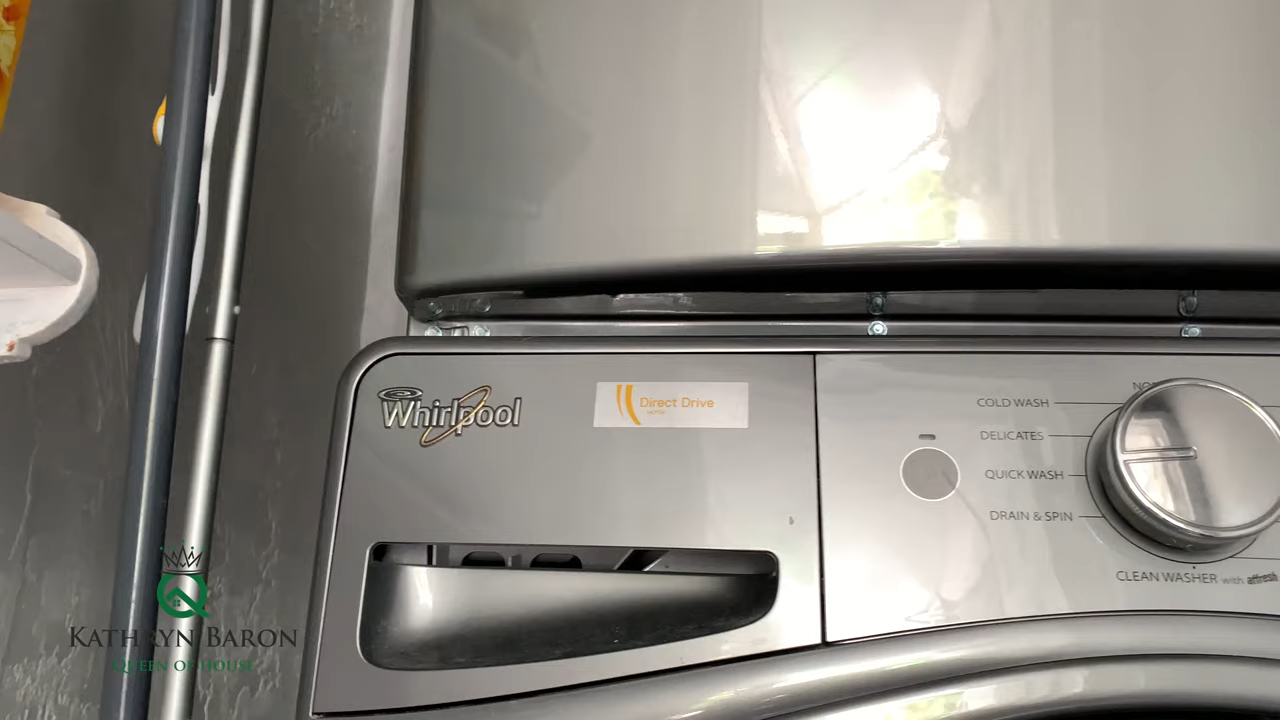 Whirlpool
Direct Drive
COLD WASH
DELICATES
QUICK WASH
DRAIN & SPIN
CLEAN WASHER with affresh
KATHRYN BARON
QUEEN OF HOUSE